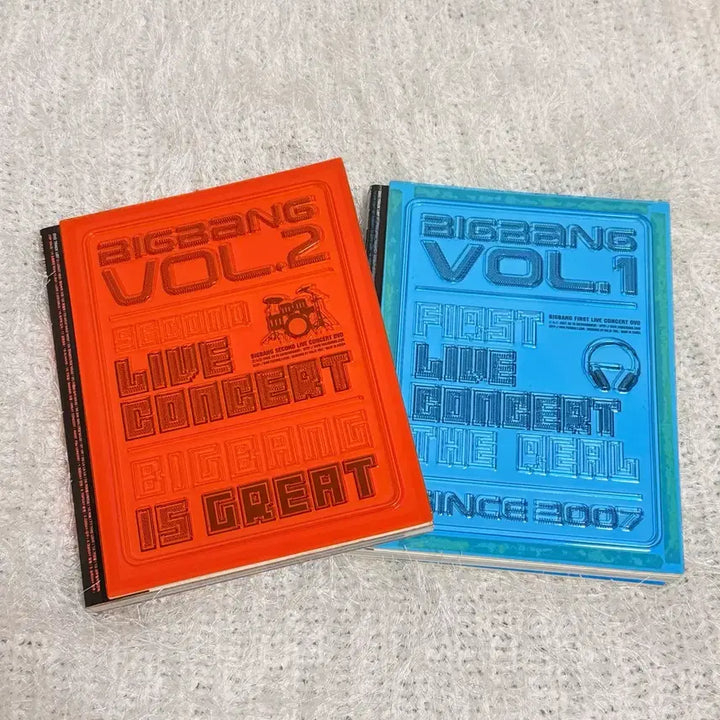 BIGBANG
VOL.2
SECOND
LIVE
CONCERT
BIGBANG SECOND LIVE CONCERT DVD
BIGBANG
IS GREAT
BIGBANG
VOL.1
FIRST
LIVE
CONCERT
THE REAL
BIGBANG FIRST LIVE CONCERT DVD
SINCE 2007